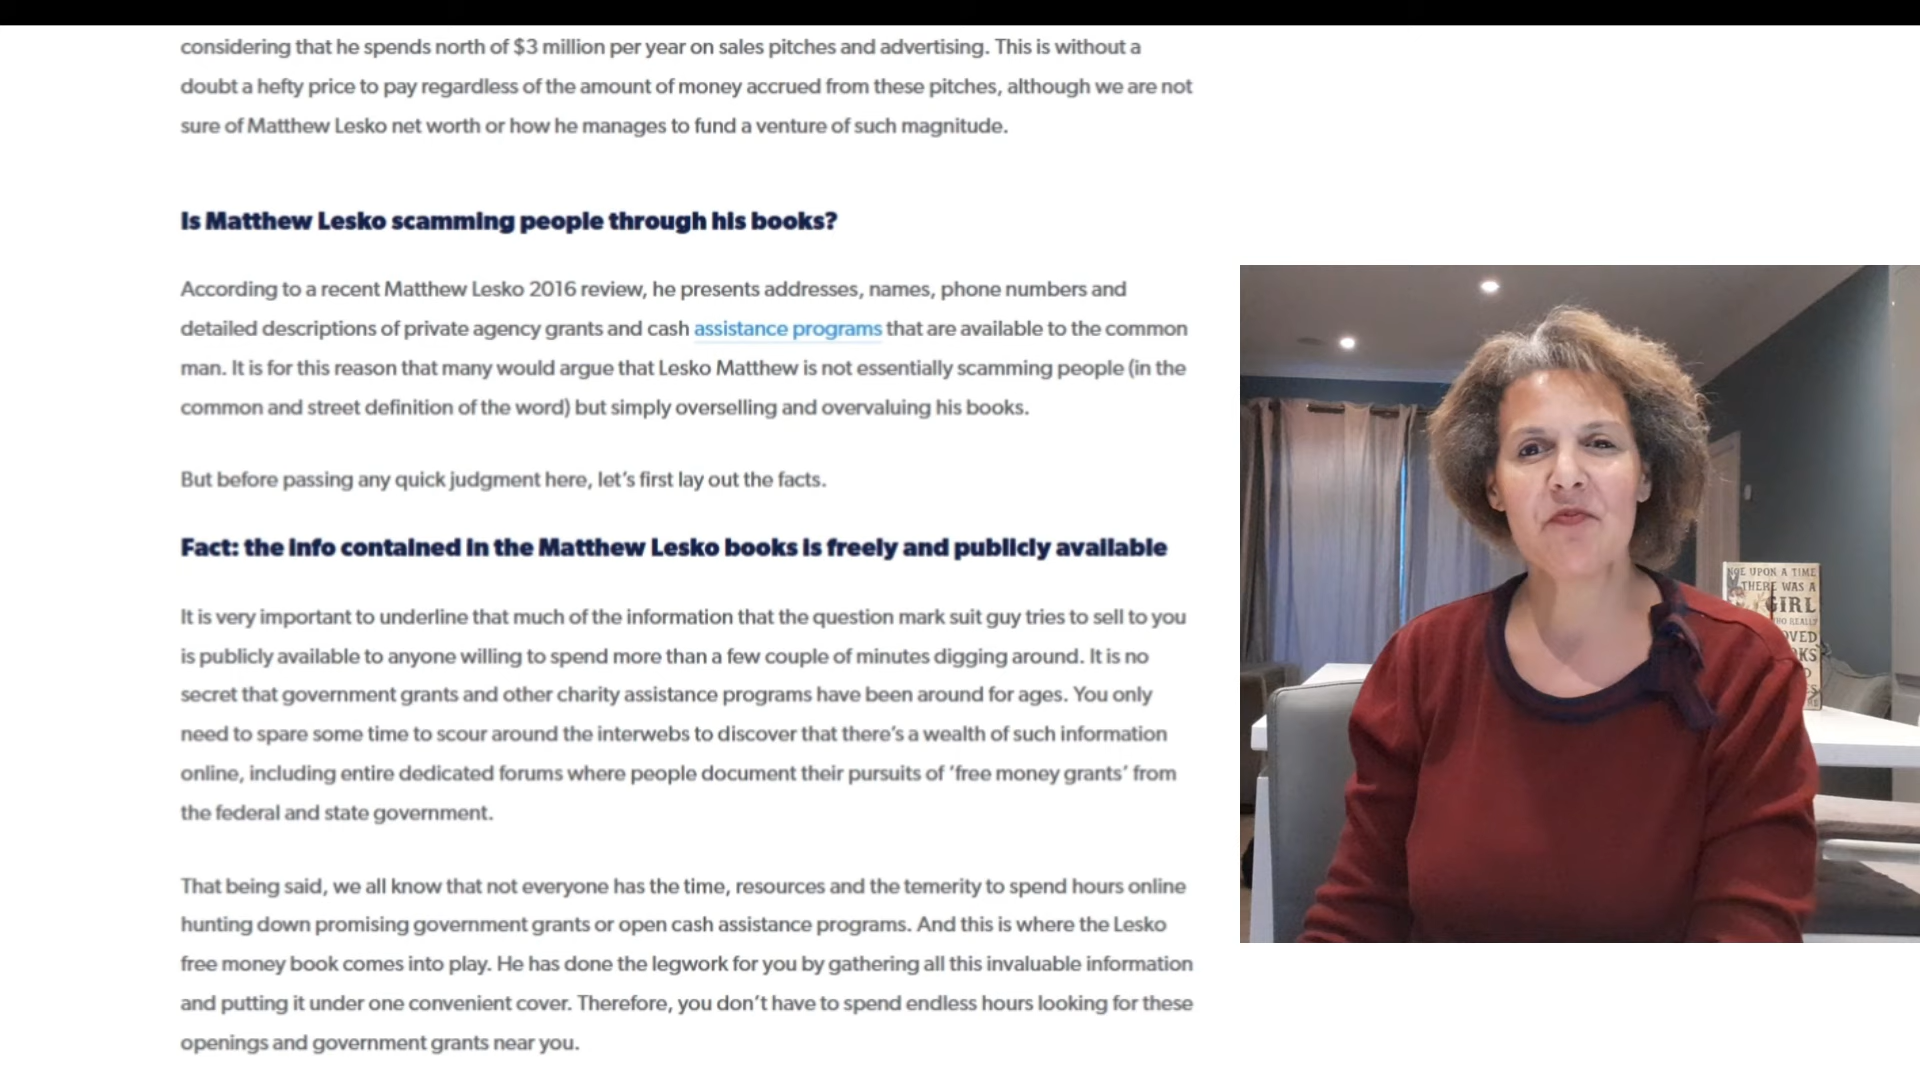 considering that he spends north of $3 million per year on sales pitches and advertising. This is without a
doubt a hefty price to pay regardless of the amount of money accrued from these pitches, although we are not
sure of Matthew Lesko net worth or how he manages to fund a venture of such magnitude.
Is Matthew Lesko scamming people through his books?
According to a recent Matthew Lesko 2016 review, he presents addresses, names, phone numbers and
detailed descriptions of private agency grants and cash assistance programs that are available to the common
man. It is for this reason that many would argue that Lesko Matthew is not essentially scamming people (in the
common and street definition of the word) but simply overselling and overvaluing his books.
But before passing any quick judgment here, let’s first lay out the facts.
Fact: the info contained in the Matthew Lesko books is freely and publicly available
It is very important to underline that much of the information that the question mark suit guy tries to sell to you
is publicly available to anyone willing to spend more than a few couple of minutes digging around. It is no
secret that government grants and other charity assistance programs have been around for ages. You only
need to spare some time to scour around the interwebs to discover that there’s a wealth of such information
online, including entire dedicated forums where people document their pursuits of ‘free money grants’ from
the federal and state government.
That being said, we all know that not everyone has the time, resources and the temerity to spend hours online
hunting down promising government grants or open cash assistance programs. And this is where the Lesko
free money book comes into play. He has done the legwork for you by gathering all this invaluable information
and putting it under one convenient cover. Therefore, you don’t have to spend endless hours looking for these
openings and government grants near you.
UPON A TIME
THERE WAS A
GIRL
REALLY